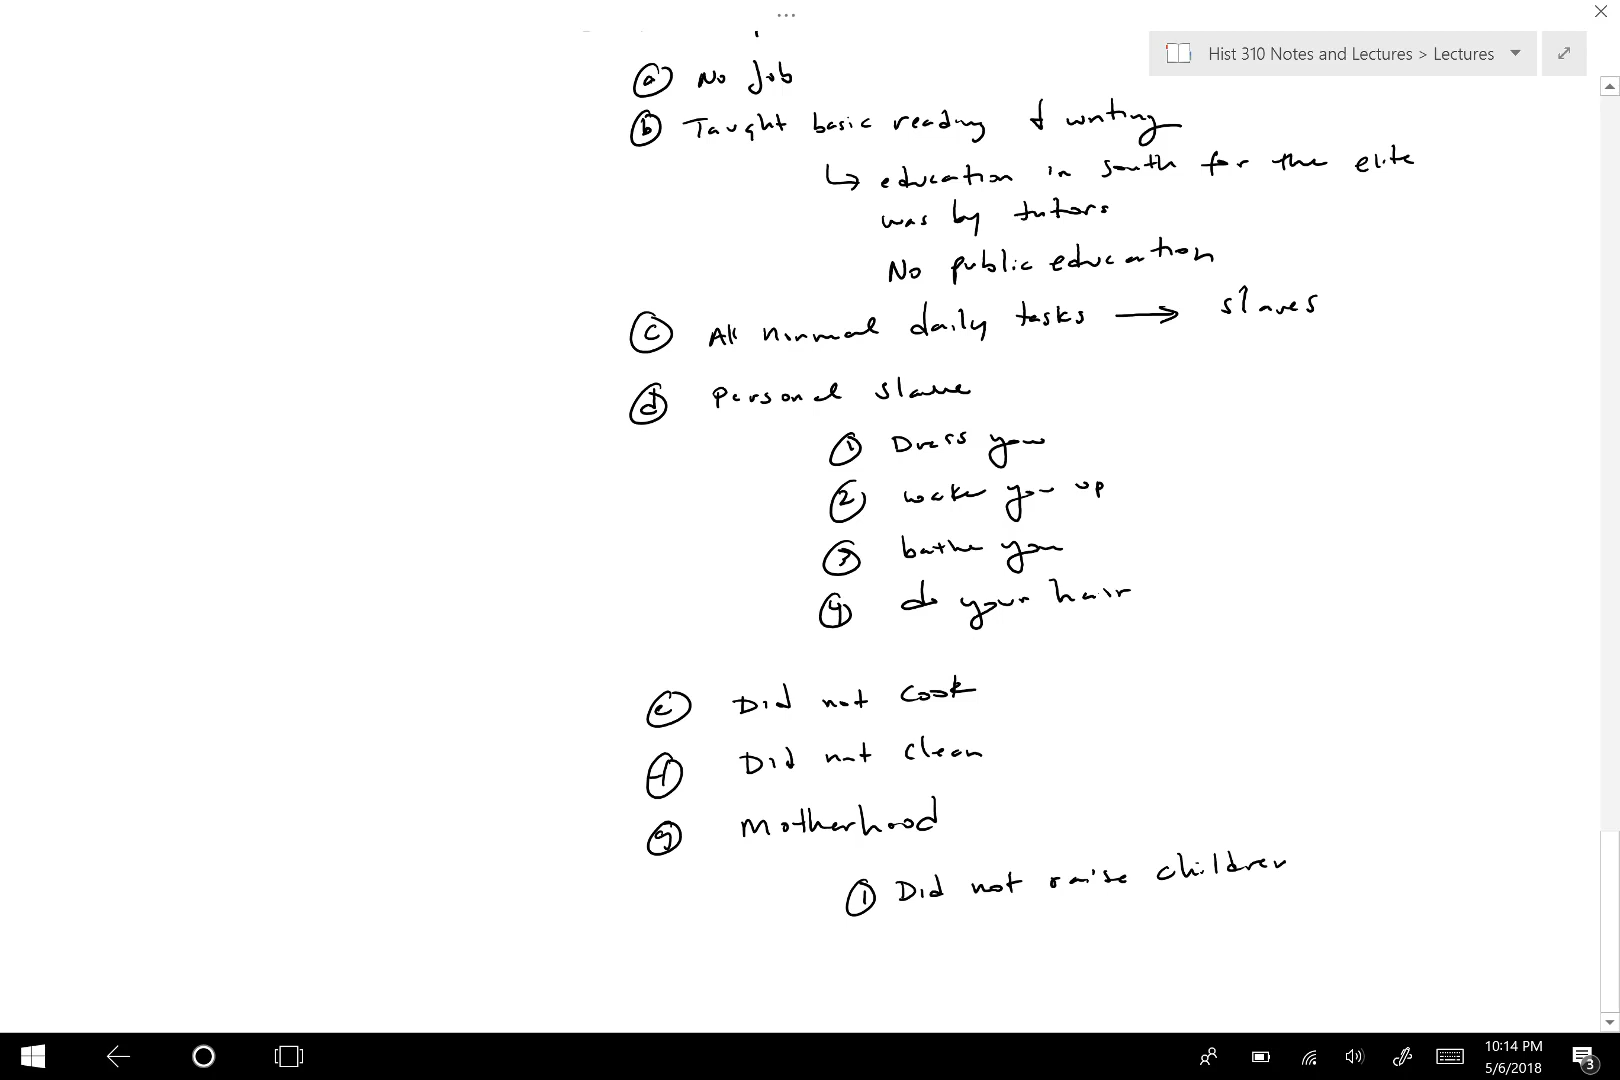 ...
Hist 310 Notes and Lectures > Lectures
a No Job
b Taught basic reading & writing
↳ education in south for the elite
was by tutors
No public education
c All normal daily tasks → slaves
d Personal slave
1 Dress you
2 wake you up
3 bathe you
4 do your hair
e Did not cook
f Did not clean
g Motherhood
1 Did not raise children
10:14 PM
5/6/2018
3